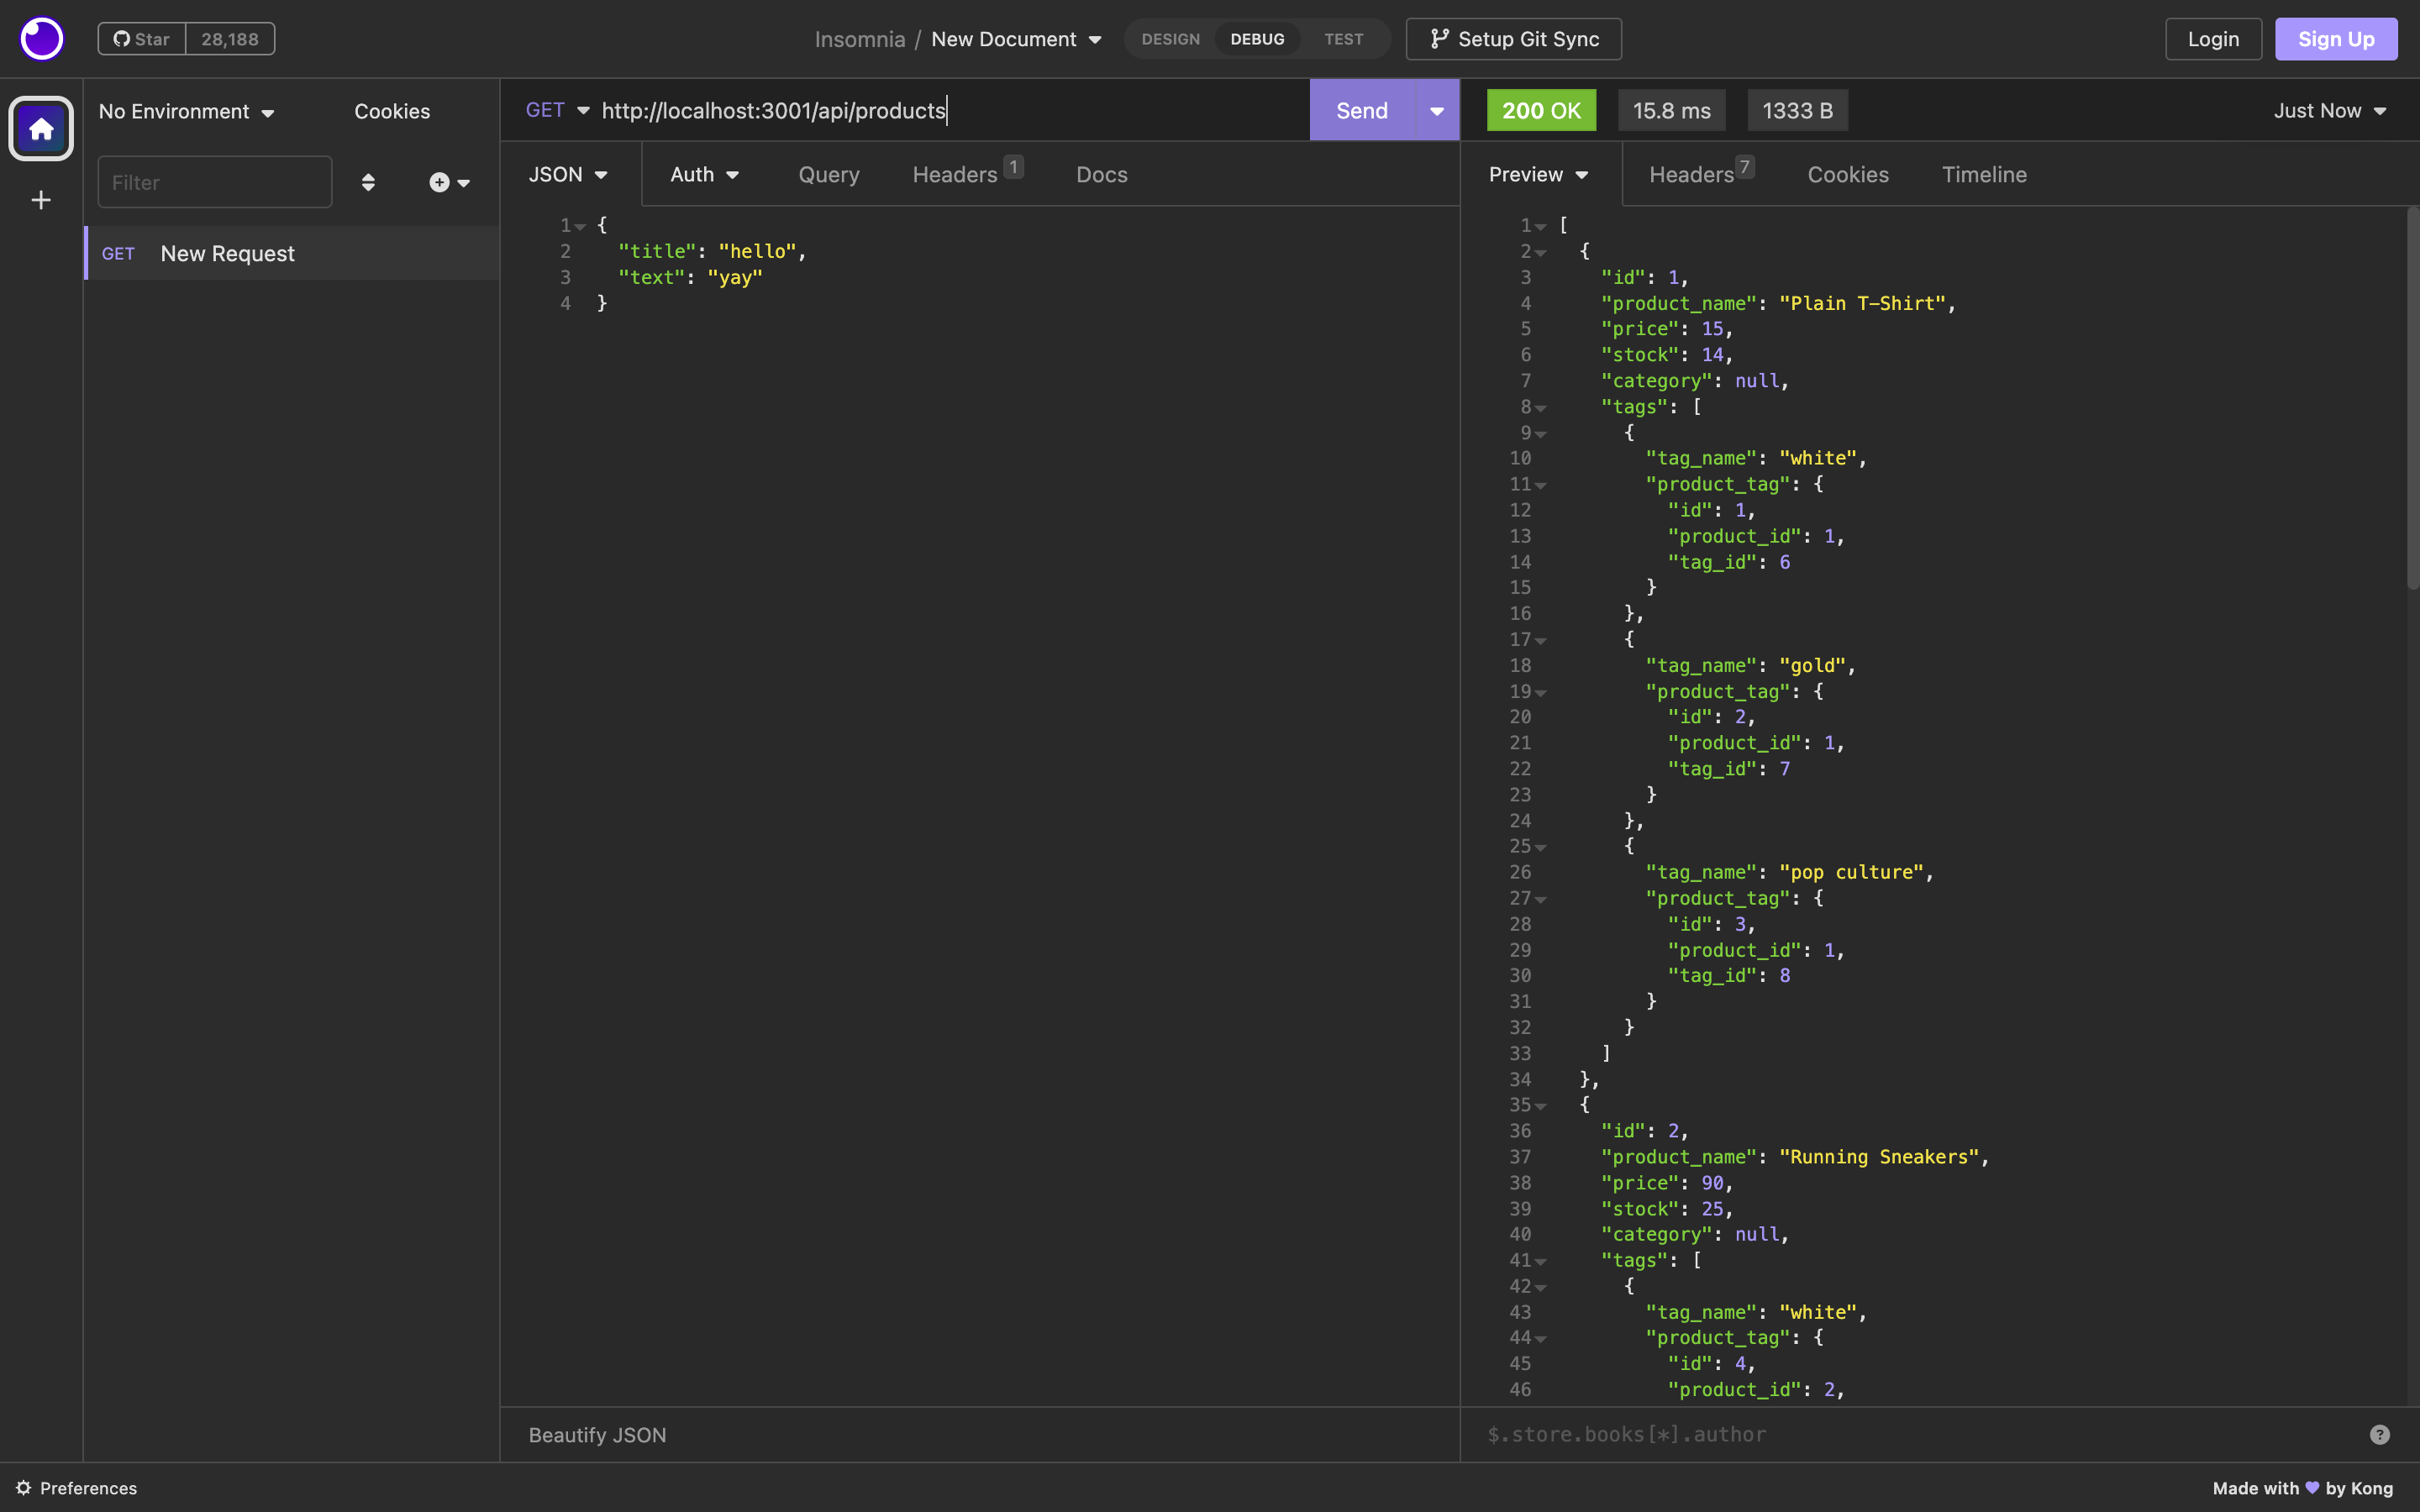 Star 28,188
Insomnia / New Document
DESIGN DEBUG TEST
Setup Git Sync
Login
Sign Up
No Environment
Cookies
Filter
GET New Request
GET http://localhost:3001/api/products
Send
JSON Auth Query Headers 1 Docs
1 {
2 "title": "hello",
3 "text": "yay"
4 }
Beautify JSON
200 OK 15.8 ms 1333 B Just Now
Preview Headers 7 Cookies Timeline
1 [
2 {
3 "id": 1,
4 "product_name": "Plain T-Shirt",
5 "price": 15,
6 "stock": 14,
7 "category": null,
8 "tags": [
9 {
10 "tag_name": "white",
11 "product_tag": {
12 "id": 1,
13 "product_id": 1,
14 "tag_id": 6
15 }
16 },
17 {
18 "tag_name": "gold",
19 "product_tag": {
20 "id": 2,
21 "product_id": 1,
22 "tag_id": 7
23 }
24 },
25 {
26 "tag_name": "pop culture",
27 "product_tag": {
28 "id": 3,
29 "product_id": 1,
30 "tag_id": 8
31 }
32 }
33 ]
34 },
35 {
36 "id": 2,
37 "product_name": "Running Sneakers",
38 "price": 90,
39 "stock": 25,
40 "category": null,
41 "tags": [
42 {
43 "tag_name": "white",
44 "product_tag": {
45 "id": 4,
46 "product_id": 2,
$.store.books[*].author
Preferences
Made with 💜 by Kong